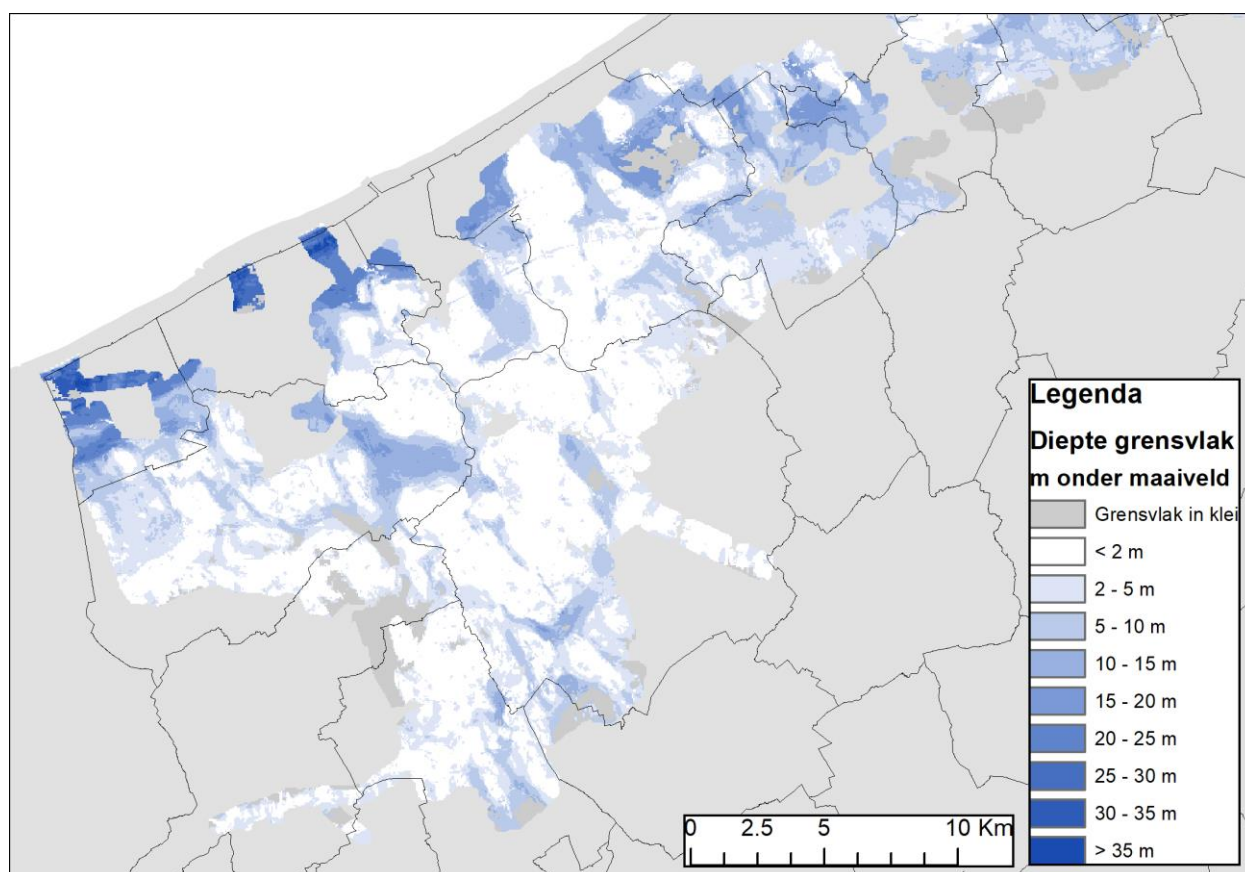 Legenda
Diepte grensvlak
m onder maaiveld
Grensvlak in klei
< 2 m
2 - 5 m
5 - 10 m
10 - 15 m
15 - 20 m
20 - 25 m
25 - 30 m
30 - 35 m
> 35 m
0 2.5 5 10 Km